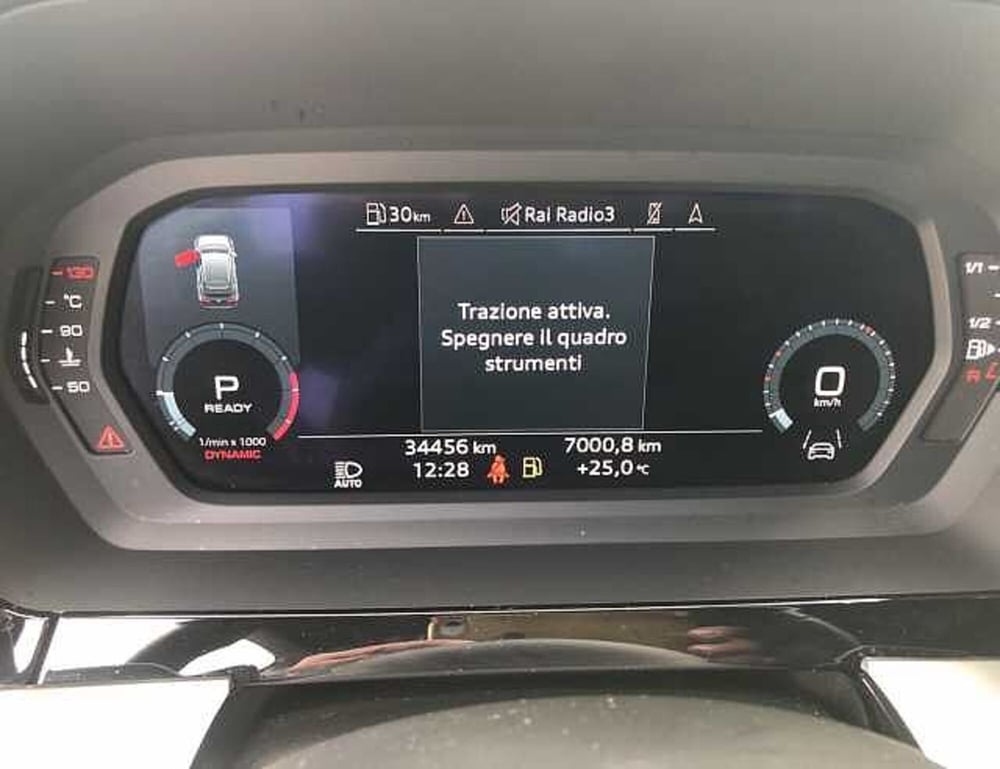 30km
Rai Radio3
130
°C
90
50
Trazione attiva.
Spegnere il quadro
strumenti
P
READY
1/min x 1000
DYNAMIC
0
km/h
1/1
1/2
R
34456 km
7000,8 km
AUTO
12:28
+25,0 °C